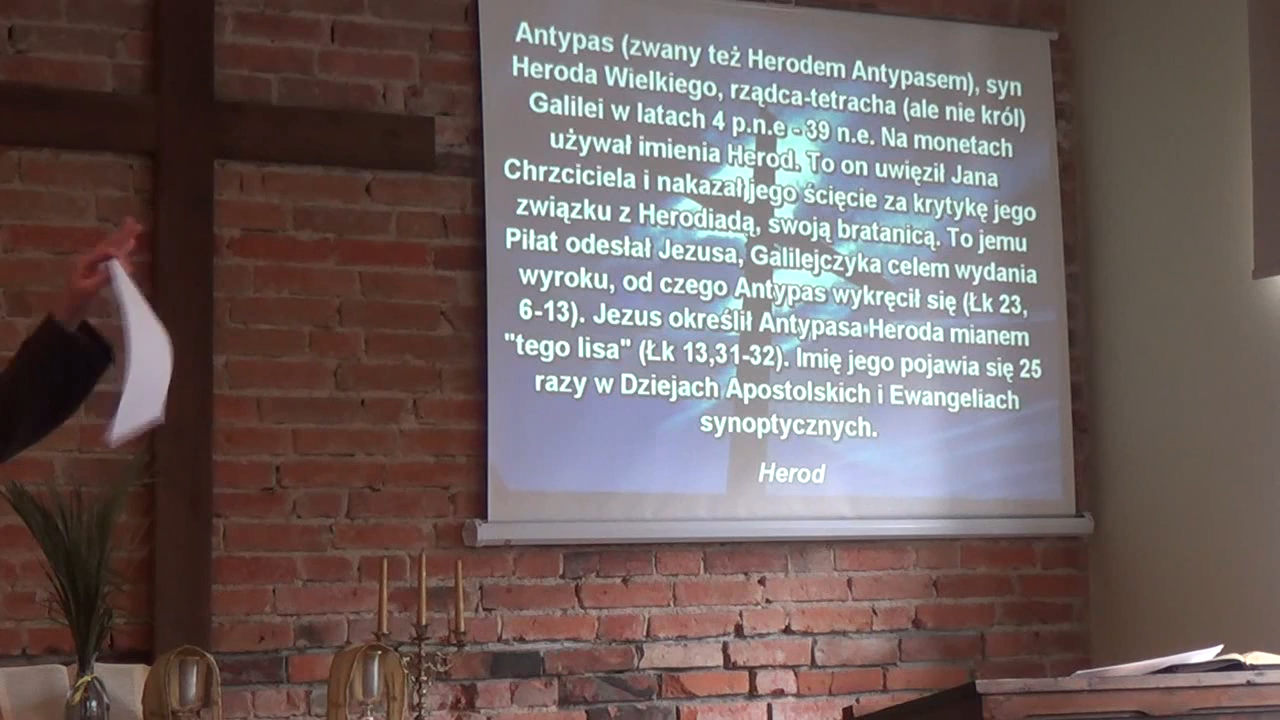 Antypas (zwany też Herodem Antypasem), syn
Heroda Wielkiego, rządca-tetracha (ale nie król)
Galilei w latach 4 p.n.e - 39 n.e. Na monetach
używał imienia Herod. To on uwięził Jana
Chrzciciela i nakazał jego ścięcie za krytykę jego
związku z Herodiadą, swoją bratanicą. To jemu
Piłat odesłał Jezusa, Galilejczyka celem wydania
wyroku, od czego Antypas wykręcił się (Łk 23,
6-13). Jezus określił Antypasa Heroda mianem
"tego lisa" (Łk 13,31-32). Imię jego pojawia się 25
razy w Dziejach Apostolskich i Ewangeliach
synoptycznych.
Herod